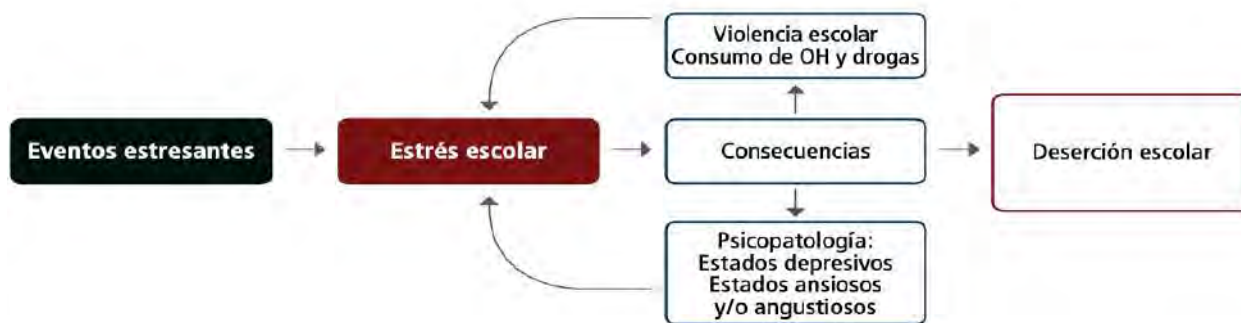 Violencia escolar
Consumo de OH y drogas
Eventos estresantes
Estrés escolar
Consecuencias
Deserción escolar
Psicopatología:
Estados depresivos
Estados ansiosos
y/o angustiosos